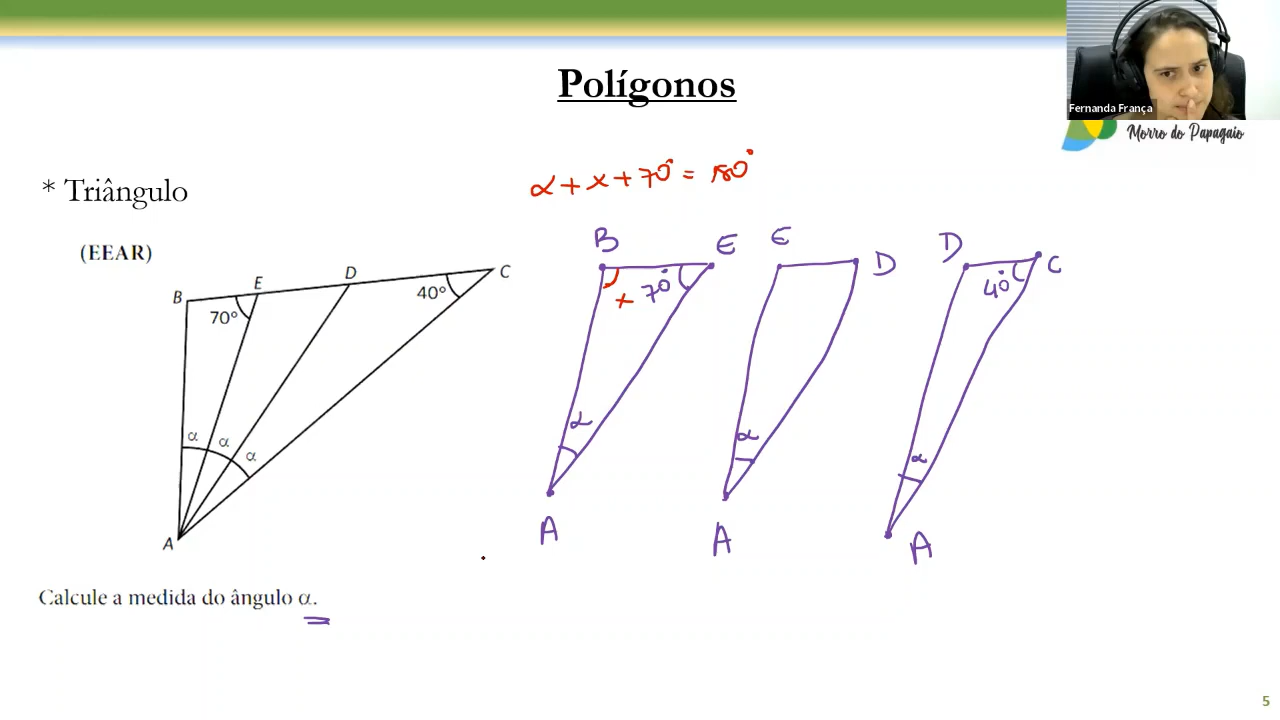 Polígonos
Fernanda França
Morro do Papagaio
* Triângulo
α + x + 70° = 180°
(EEAR)
B E D C
70° 40°
α α α
A
B E
x 70°
α
A
E D
α
A
D C
40°
α
A
Calcule a medida do ângulo α.
5